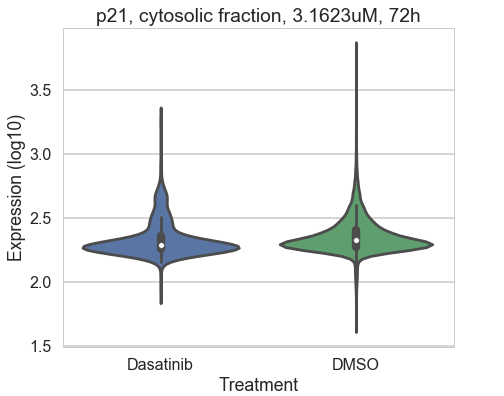 p21, cytosolic fraction, 3.1623uM, 72h
Expression (log10)
3.5
3.0
2.5
2.0
1.5
Dasatinib
DMSO
Treatment